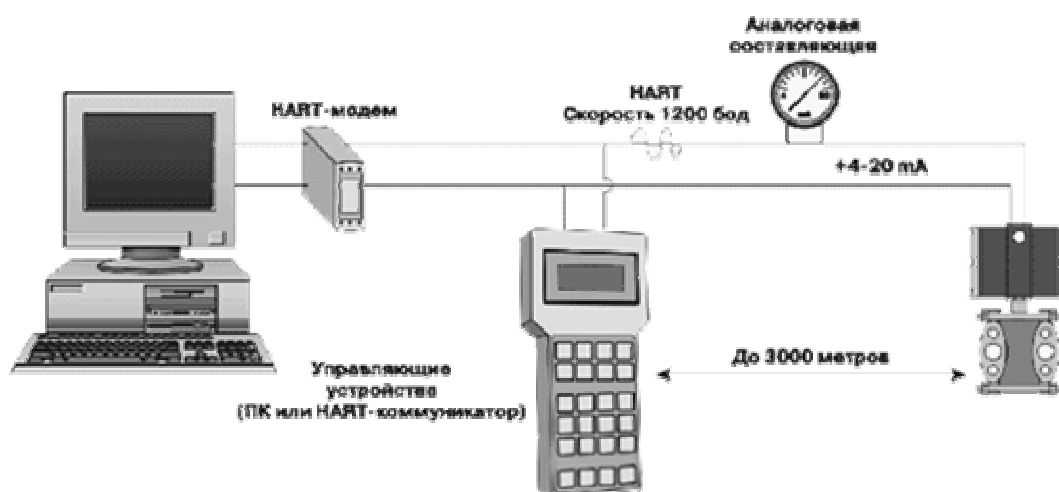 Аналоговая
составляющая
HART-модем
HART
Скорость 1200 бод
+4-20 mA
До 3000 метров
Управляющие
устройства
(ПК или HART-коммуникатор)